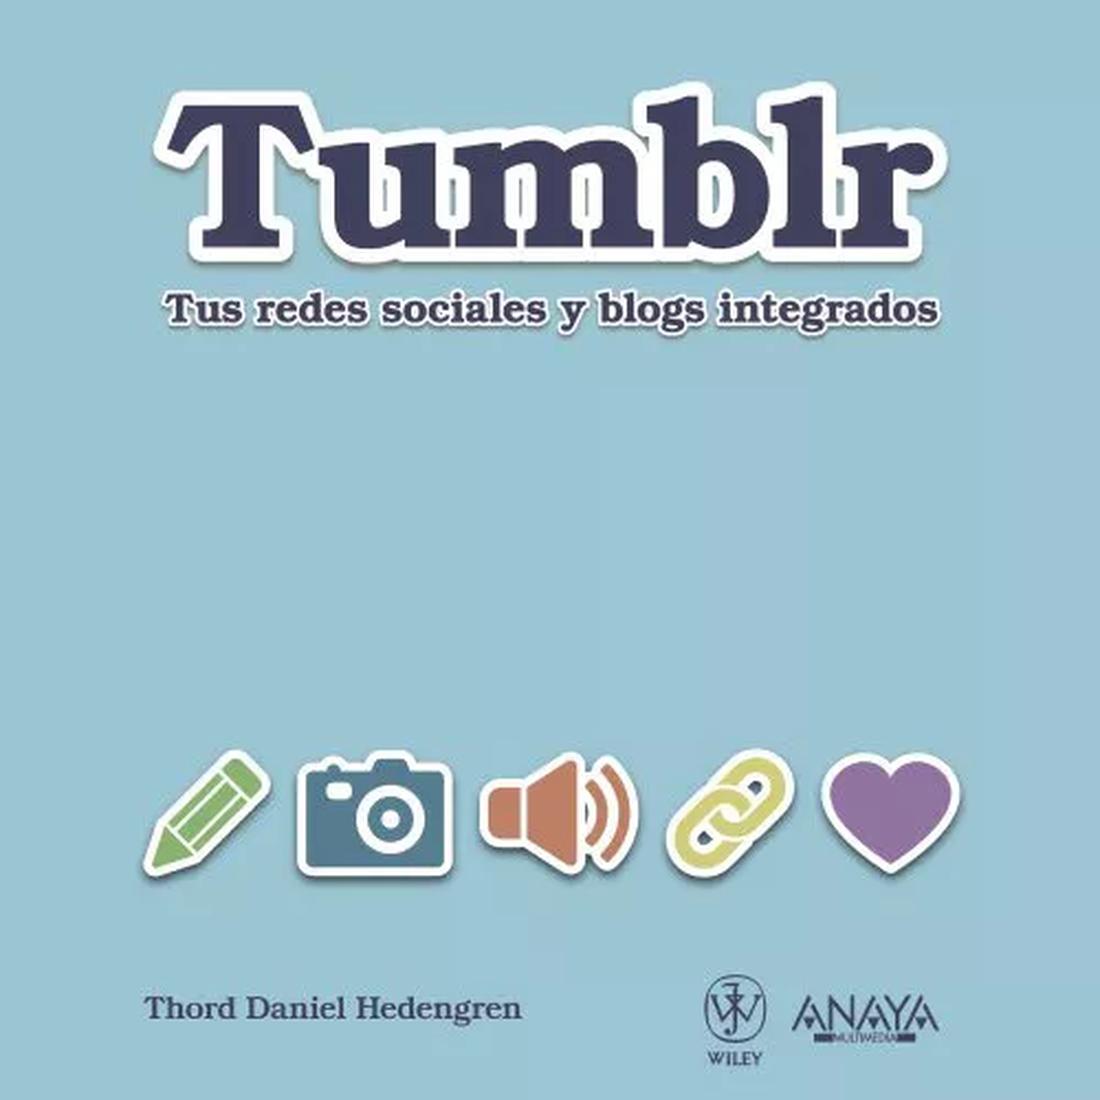 Tumblr
Tus redes sociales y blogs integrados
Thord Daniel Hedengren
WILEY
ANAYA
MULTIMEDIA